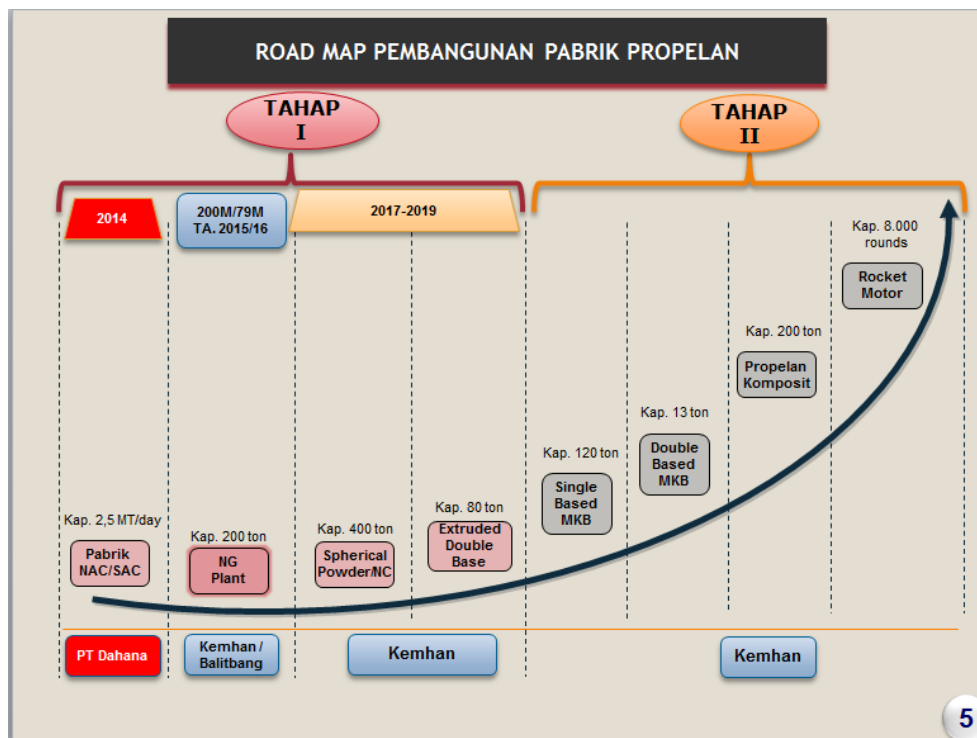 ROAD MAP PEMBANGUNAN PABRIK PROPELAN
TAHAP
I
TAHAP
II
2014
200M/79M
TA. 2015/16
2017-2019
Kap. 8.000
rounds
Rocket
Motor
Kap. 200 ton
Propelan
Komposit
Kap. 13 ton
Double
Based
MKB
Kap. 120 ton
Single
Based
MKB
Kap. 80 ton
Extruded
Double
Base
Kap. 400 ton
Spherical
Powder/NC
Kap. 200 ton
NG
Plant
Kap. 2,5 MT/day
Pabrik
NAC/SAC
PT Dahana
Kemhan /
Balitbang
Kemhan
Kemhan
5